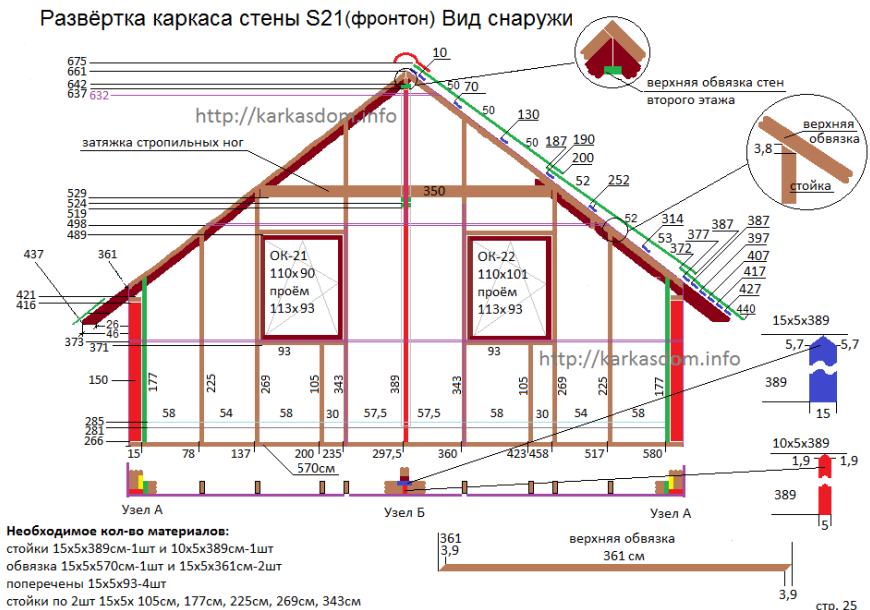 Развёртка каркаса стены S21(фронтон) Вид снаружи
675
661
642
637 632
10
50
70
50
130
50
187
190
200
52
252
52
314
53
372
377
387
387
397
407
417
427
440
верхняя обвязка стен
второго этажа
верхняя
обвязка
3,8
стойка
http://karkasdom.info
затяжка стропильных ног
350
529
524
519
498
489
437
361
421
416
26
46
373
371
ОК-21
110х90
проём
113х93
ОК-22
110х101
проём
113х93
93
93
http://karkasdom.info
150
177
225
269
105
343
389
343
105
269
225
177
58
54
58
30
57,5
57,5
58
30
54
58
285
281
266
15
78
137
200
235
297,5
360
423
458
517
580
570см
15х5х389
5,7
5,7
389
15
10х5х389
1,9
1,9
389
5
Узел А
Узел Б
Узел А
Необходимое кол-во материалов:
стойки 15х5х389см-1шт и 10х5х389см-1шт
обвязка 15х5х570см-1шт и 15х5х361см-2шт
поперечены 15х5х93-4шт
стойки по 2шт 15х5х 105см, 177см, 225см, 269см, 343см
361
3,9
верхняя обвязка
361 см
3,9
стр. 25